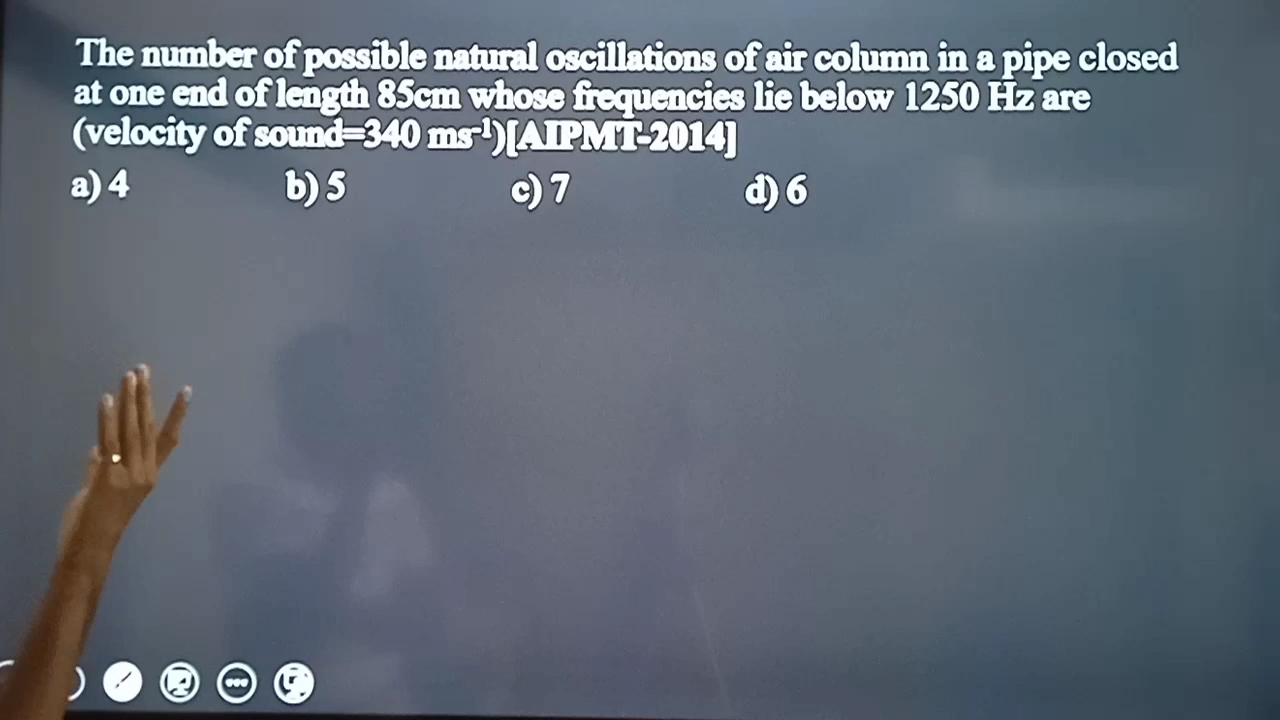 The number of possible natural oscillations of air column in a pipe closed
at one end of length 85cm whose frequencies lie below 1250 Hz are
(velocity of sound=340 ms⁻¹)[AIPMT-2014]
a) 4 b) 5 c) 7 d) 6